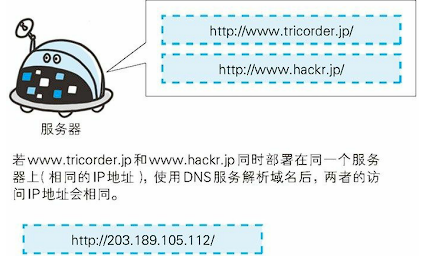 http://www.tricorder.jp/
http://www.hackr.jp/
服务器
若www.tricorder.jp和www.hackr.jp同时部署在同一个服务
器上(相同的IP地址),使用DNS服务解析域名后,两者的访
问IP地址会相同。
http://203.189.105.112/